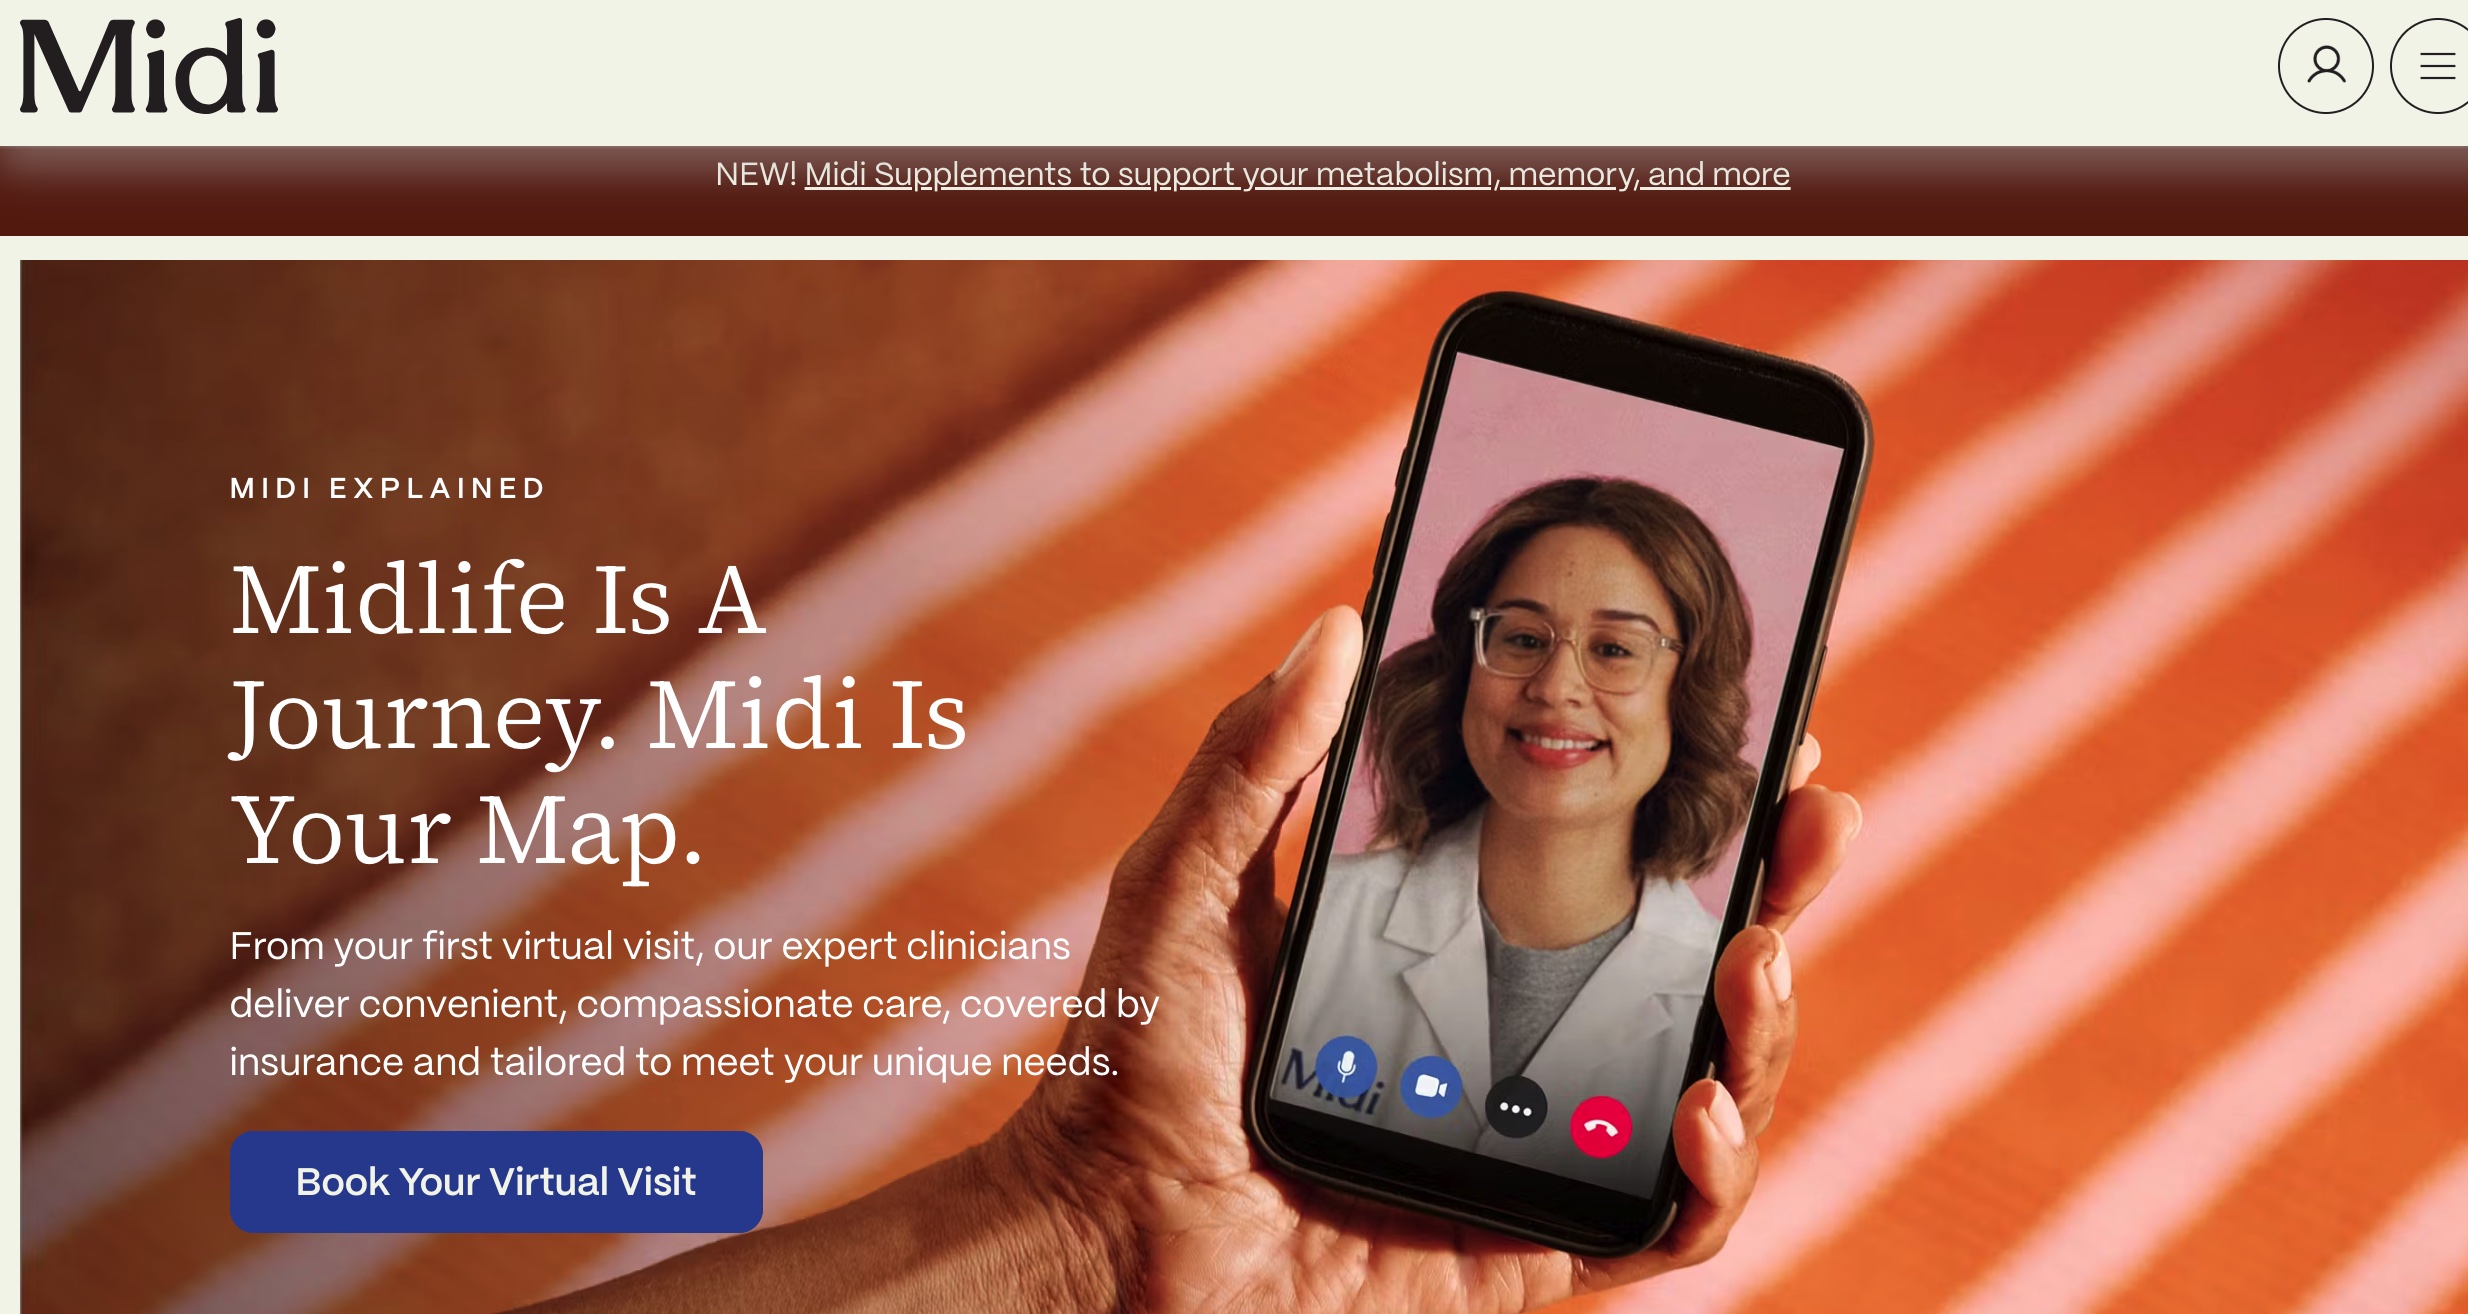 Midi
NEW! Midi Supplements to support your metabolism, memory, and more
MIDI EXPLAINED
Midlife Is A
Journey. Midi Is
Your Map.
From your first virtual visit, our expert clinicians
deliver convenient, compassionate care, covered by
insurance and tailored to meet your unique needs.
Book Your Virtual Visit
Midi